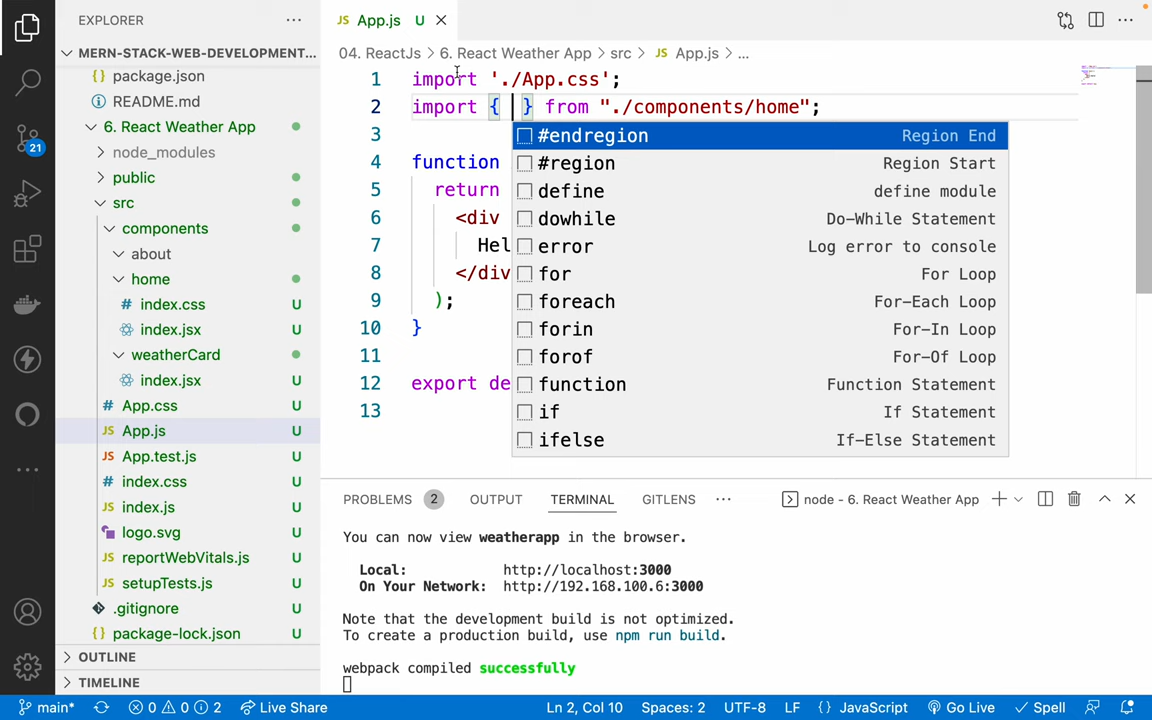 EXPLORER
MERN-STACK-WEB-DEVELOPMENT...
package.json
README.md
6. React Weather App
node_modules
public
src
components
about
home
index.css
index.jsx
weatherCard
index.jsx
App.css
App.js
App.test.js
index.css
index.js
logo.svg
reportWebVitals.js
setupTests.js
.gitignore
package-lock.json
OUTLINE
TIMELINE
21
JS App.js U
04. ReactJs > 6. React Weather App > src > JS App.js > ...
1 import './App.css';
2 import { } from "./components/home";
3
4 function
5 return
6 <div
7 Hel
8 </div
9 );
10 }
11
12 export de
13
#endregion Region End
#region Region Start
define define module
dowhile Do-While Statement
error Log error to console
for For Loop
foreach For-Each Loop
forin For-In Loop
forof For-Of Loop
function Function Statement
if If Statement
ifelse If-Else Statement
PROBLEMS 2 OUTPUT TERMINAL GITLENS ... node - 6. React Weather App
You can now view weatherapp in the browser.
Local: http://localhost:3000
On Your Network: http://192.168.100.6:3000
Note that the development build is not optimized.
To create a production build, use npm run build.
webpack compiled successfully
main* 0 0 2 Live Share Ln 2, Col 10 Spaces: 2 UTF-8 LF {} JavaScript Go Live Spell